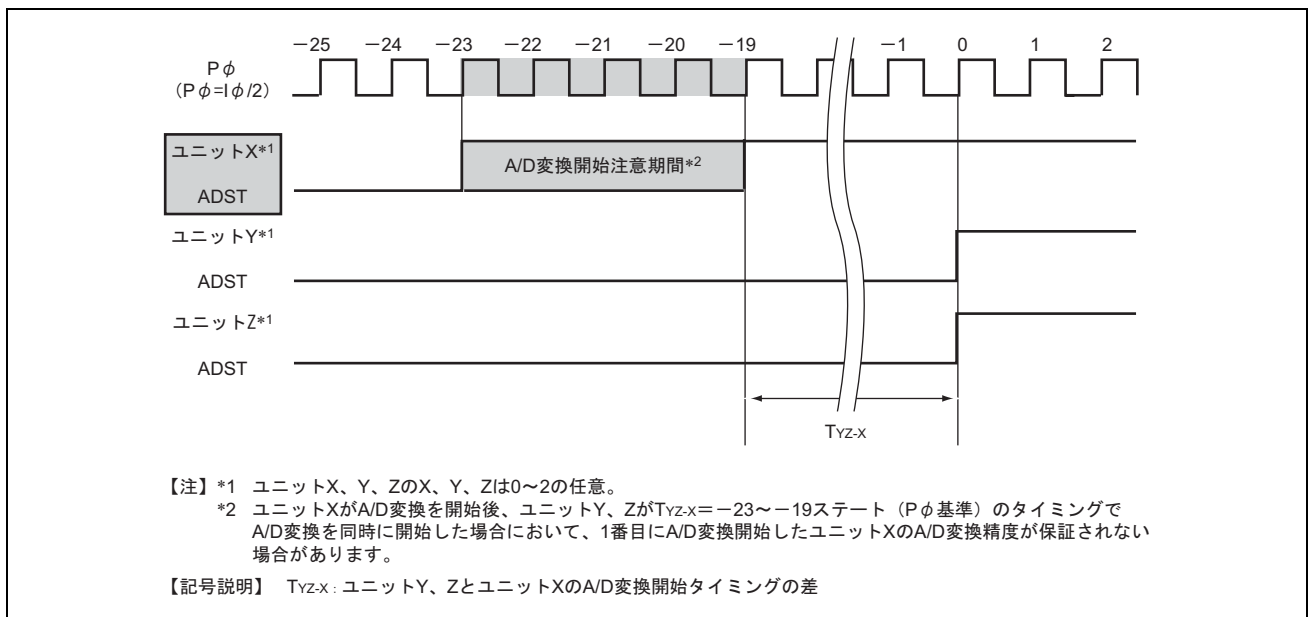 −25 −24 −23 −22 −21 −20 −19 −1 0 1 2
Pφ
（Pφ=Iφ/2）
ユニットX*1
A/D変換開始注意期間*2
ADST
ユニットY*1
ADST
ユニットZ*1
ADST
TYZ-X
【注】*1 ユニットX、Y、ZのX、Y、Zは0～2の任意。
*2 ユニットXがA/D変換を開始後、ユニットY、ZがTYZ-X＝－23～－19ステート（Pφ基準）のタイミングで
A/D変換を同時に開始した場合において、1番目にA/D変換開始したユニットXのA/D変換精度が保証されない
場合があります。
【記号説明】 TYZ-X : ユニットY、ZとユニットXのA/D変換開始タイミングの差